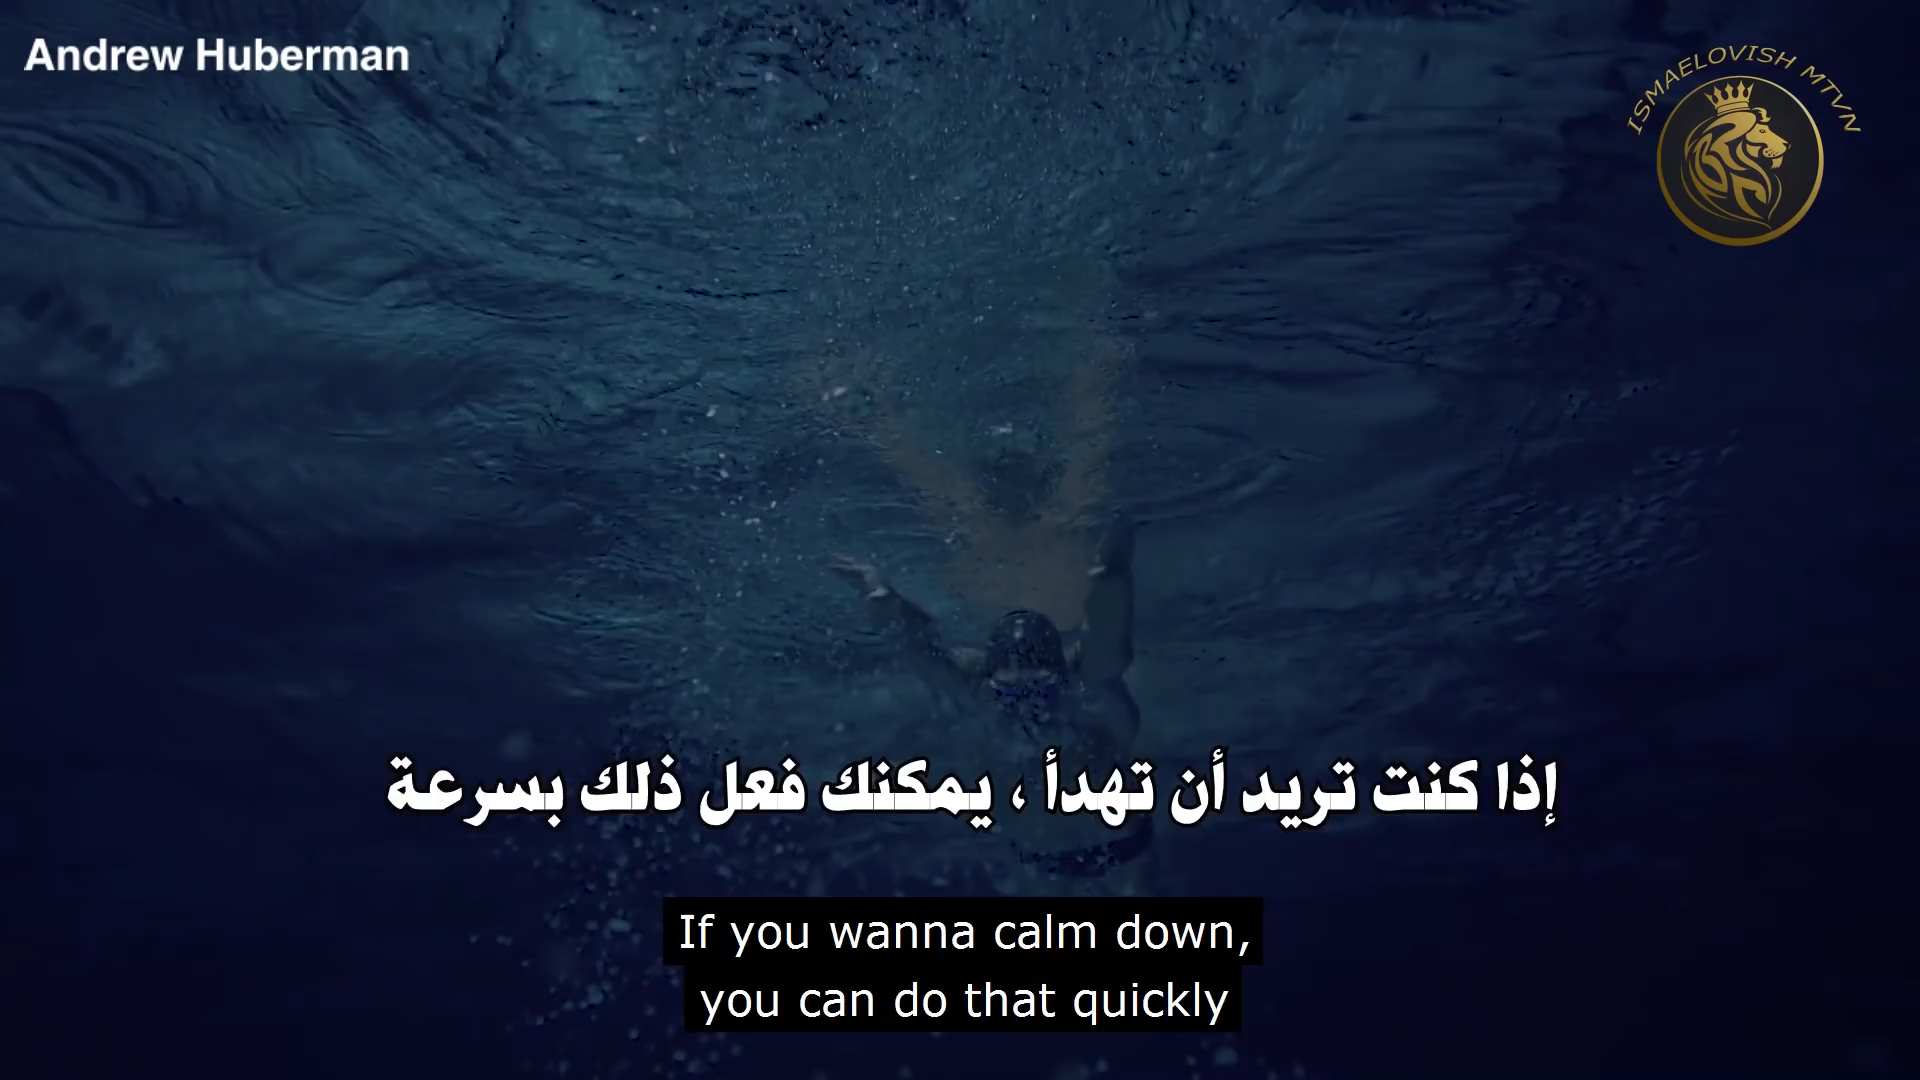 Andrew Huberman
ISMAELOVISH MTVN
إذا كنت تريد أن تهدأ ، يمكنك فعل ذلك بسرعة
If you wanna calm down,
you can do that quickly